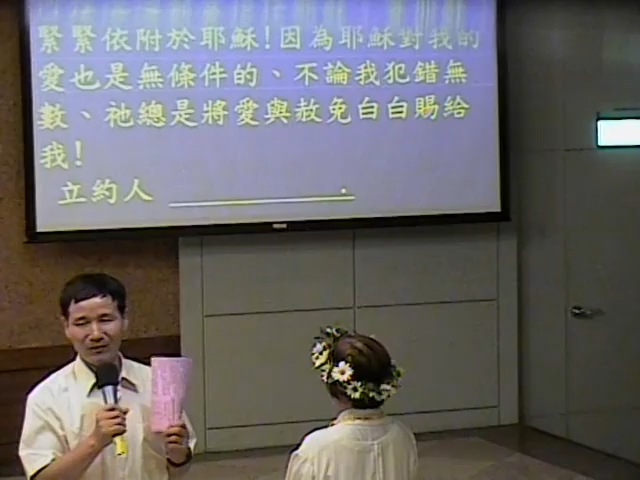 緊緊依附於耶穌!因為耶穌對我的
愛也是無條件的、不論我犯錯無
數、祂總是將愛與赦免白白賜給
我!
立約人